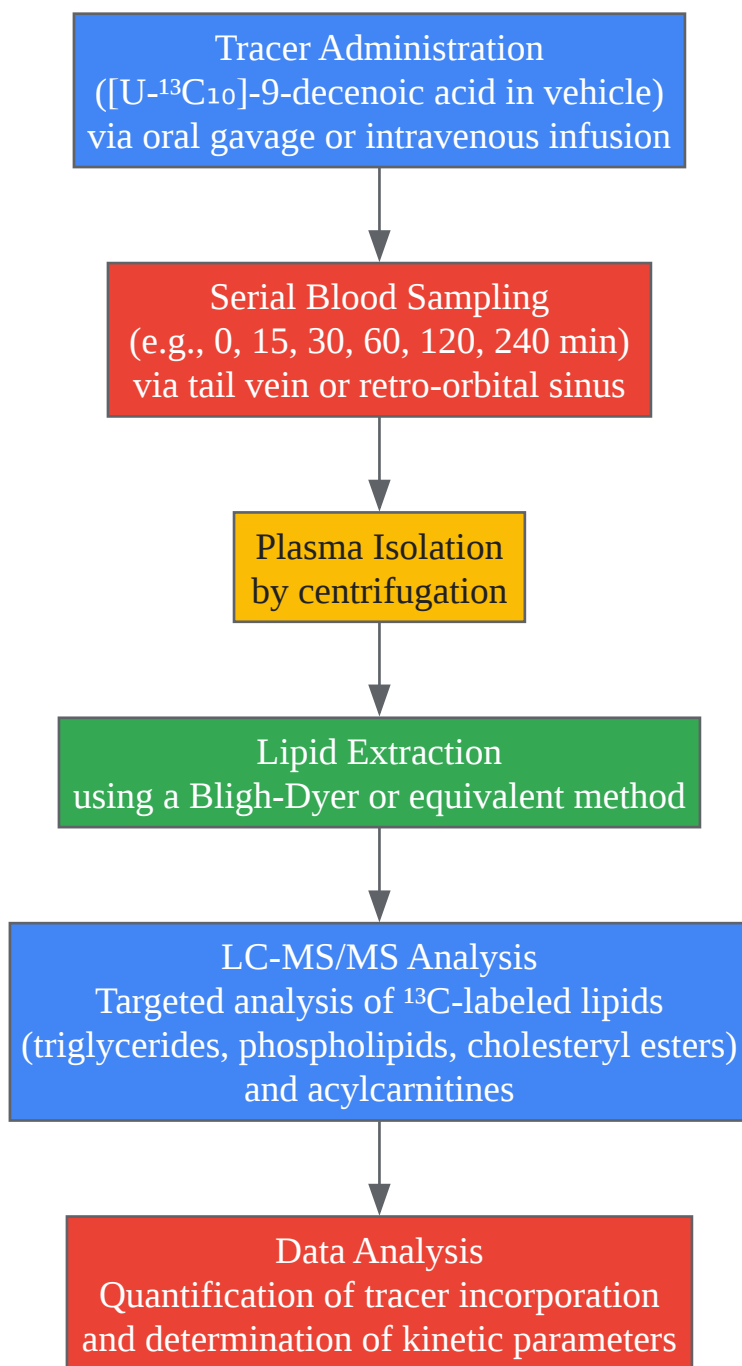 Tracer Administration
([U-¹³C₁₀]-9-decenoic acid in vehicle)
via oral gavage or intravenous infusion
Serial Blood Sampling
(e.g., 0, 15, 30, 60, 120, 240 min)
via tail vein or retro-orbital sinus
Plasma Isolation
by centrifugation
Lipid Extraction
using a Bligh-Dyer or equivalent method
LC-MS/MS Analysis
Targeted analysis of ¹³C-labeled lipids
(triglycerides, phospholipids, cholesteryl esters)
and acylcarnitines
Data Analysis
Quantification of tracer incorporation
and determination of kinetic parameters